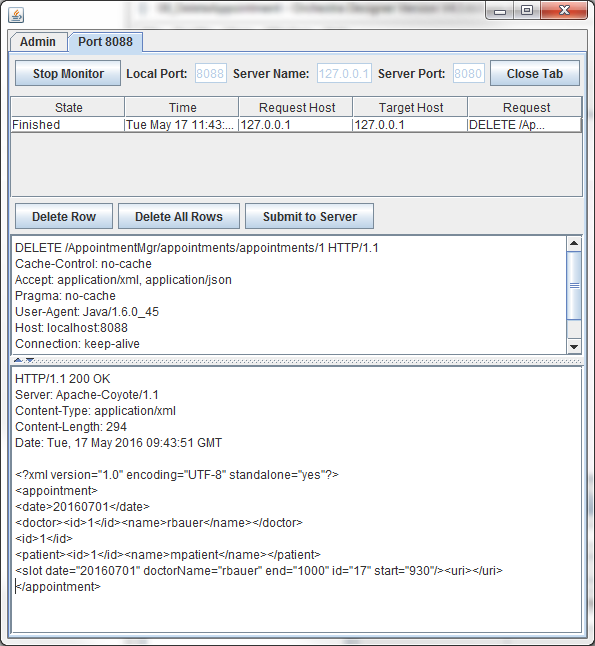 Admin Port 8088
Stop Monitor Local Port: 8088 Server Name: 127.0.0.1 Server Port: 8080 Close Tab
State Time Request Host Target Host Request
Finished Tue May 17 11:43:... 127.0.0.1 127.0.0.1 DELETE /Ap...
Delete Row Delete All Rows Submit to Server
DELETE /AppointmentMgr/appointments/appointments/1 HTTP/1.1
Cache-Control: no-cache
Accept: application/xml, application/json
Pragma: no-cache
User-Agent: Java/1.6.0_45
Host: localhost:8088
Connection: keep-alive
HTTP/1.1 200 OK
Server: Apache-Coyote/1.1
Content-Type: application/xml
Content-Length: 294
Date: Tue, 17 May 2016 09:43:51 GMT
<?xml version="1.0" encoding="UTF-8" standalone="yes"?>
<appointment>
<date>20160701</date>
<doctor><id>1</id><name>rbauer</name></doctor>
<id>1</id>
<patient><id>1</id><name>mpatient</name></patient>
<slot date="20160701" doctorName="rbauer" end="1000" id="17" start="930"/><uri></uri>
</appointment>